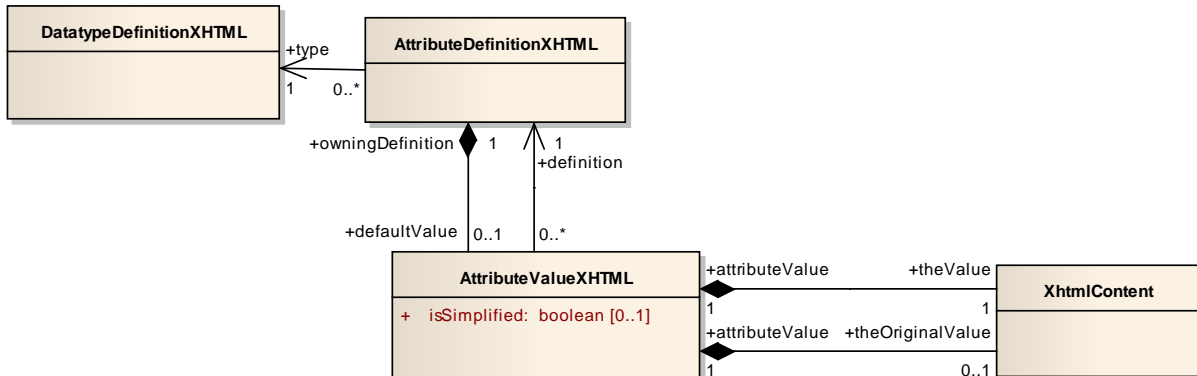 DatatypeDefinitionXHTML
AttributeDefinitionXHTML
+type
1
0..*
+owningDefinition
1
1
+definition
+defaultValue
0..1
0..*
AttributeValueXHTML
+ isSimplified: boolean [0..1]
+attributeValue
+theValue
1
1
XhtmlContent
+attributeValue
+theOriginalValue
1
0..1